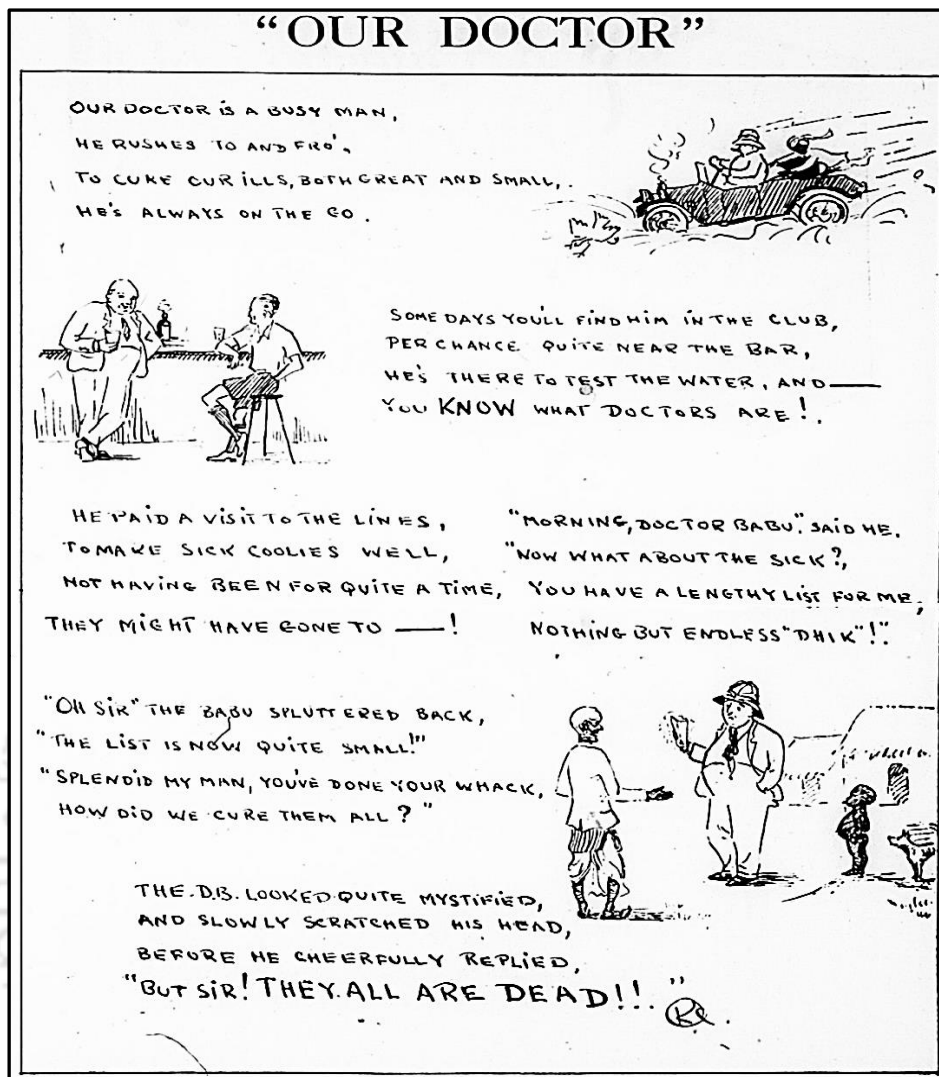 “OUR DOCTOR”
OUR DOCTOR IS A BUSY MAN,
HE RUSHES TO AND FRO',
TO CURE OUR ILLS, BOTH GREAT AND SMALL,
HE'S ALWAYS ON THE GO.
SOME DAYS YOU'LL FIND HIM IN THE CLUB,
PERCHANCE QUITE NEAR THE BAR,
HE'S THERE TO TEST THE WATER, AND——
YOU KNOW WHAT DOCTORS ARE!.
HE PAID A VISIT TO THE LINES,
TO MAKE SICK COOLIES WELL,
NOT HAVING BEEN FOR QUITE A TIME,
THEY MIGHT HAVE GONE TO ——!
"MORNING, DOCTOR BABU". SAID HE.
"NOW WHAT ABOUT THE SICK?,
YOU HAVE A LENGTHY LIST FOR ME,
NOTHING BUT ENDLESS "DHIK"!".
"OH SIR" THE BABU SPLUTTERED BACK,
"THE LIST IS NOW QUITE SMALL!"
"SPLENDID MY MAN, YOU'VE DONE YOUR WHACK,
HOW DID WE CURE THEM ALL?"
THE D.B. LOOKED QUITE MYSTIFIED,
AND SLOWLY SCRATCHED HIS HEAD,
BEFORE HE CHEERFULLY REPLIED,
"BUT SIR! THEY ALL ARE DEAD!!."